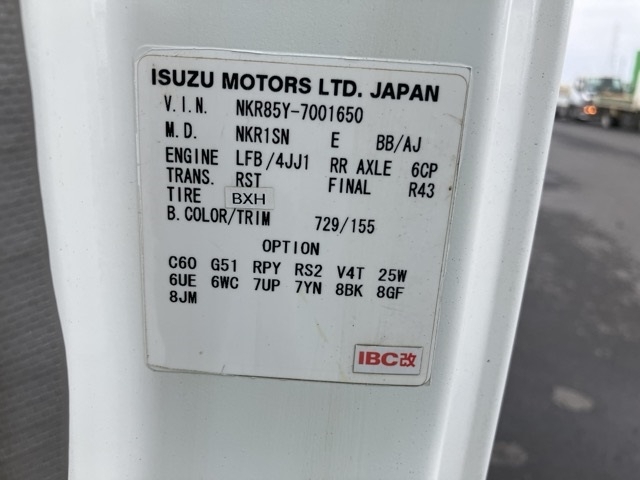 ISUZU MOTORS LTD. JAPAN
V.I.N. NKR85Y-7001650
M.D. NKR1SN E BB/AJ
ENGINE LFB/4JJ1 RR AXLE 6CP
TRANS. RST FINAL R43
TIRE BXH
B.COLOR/TRIM 729/155
OPTION
C60 G51 RPY RS2 V4T 25W
6UE 6WC 7UP 7YN 8BK 8GF
8JM
IBC改